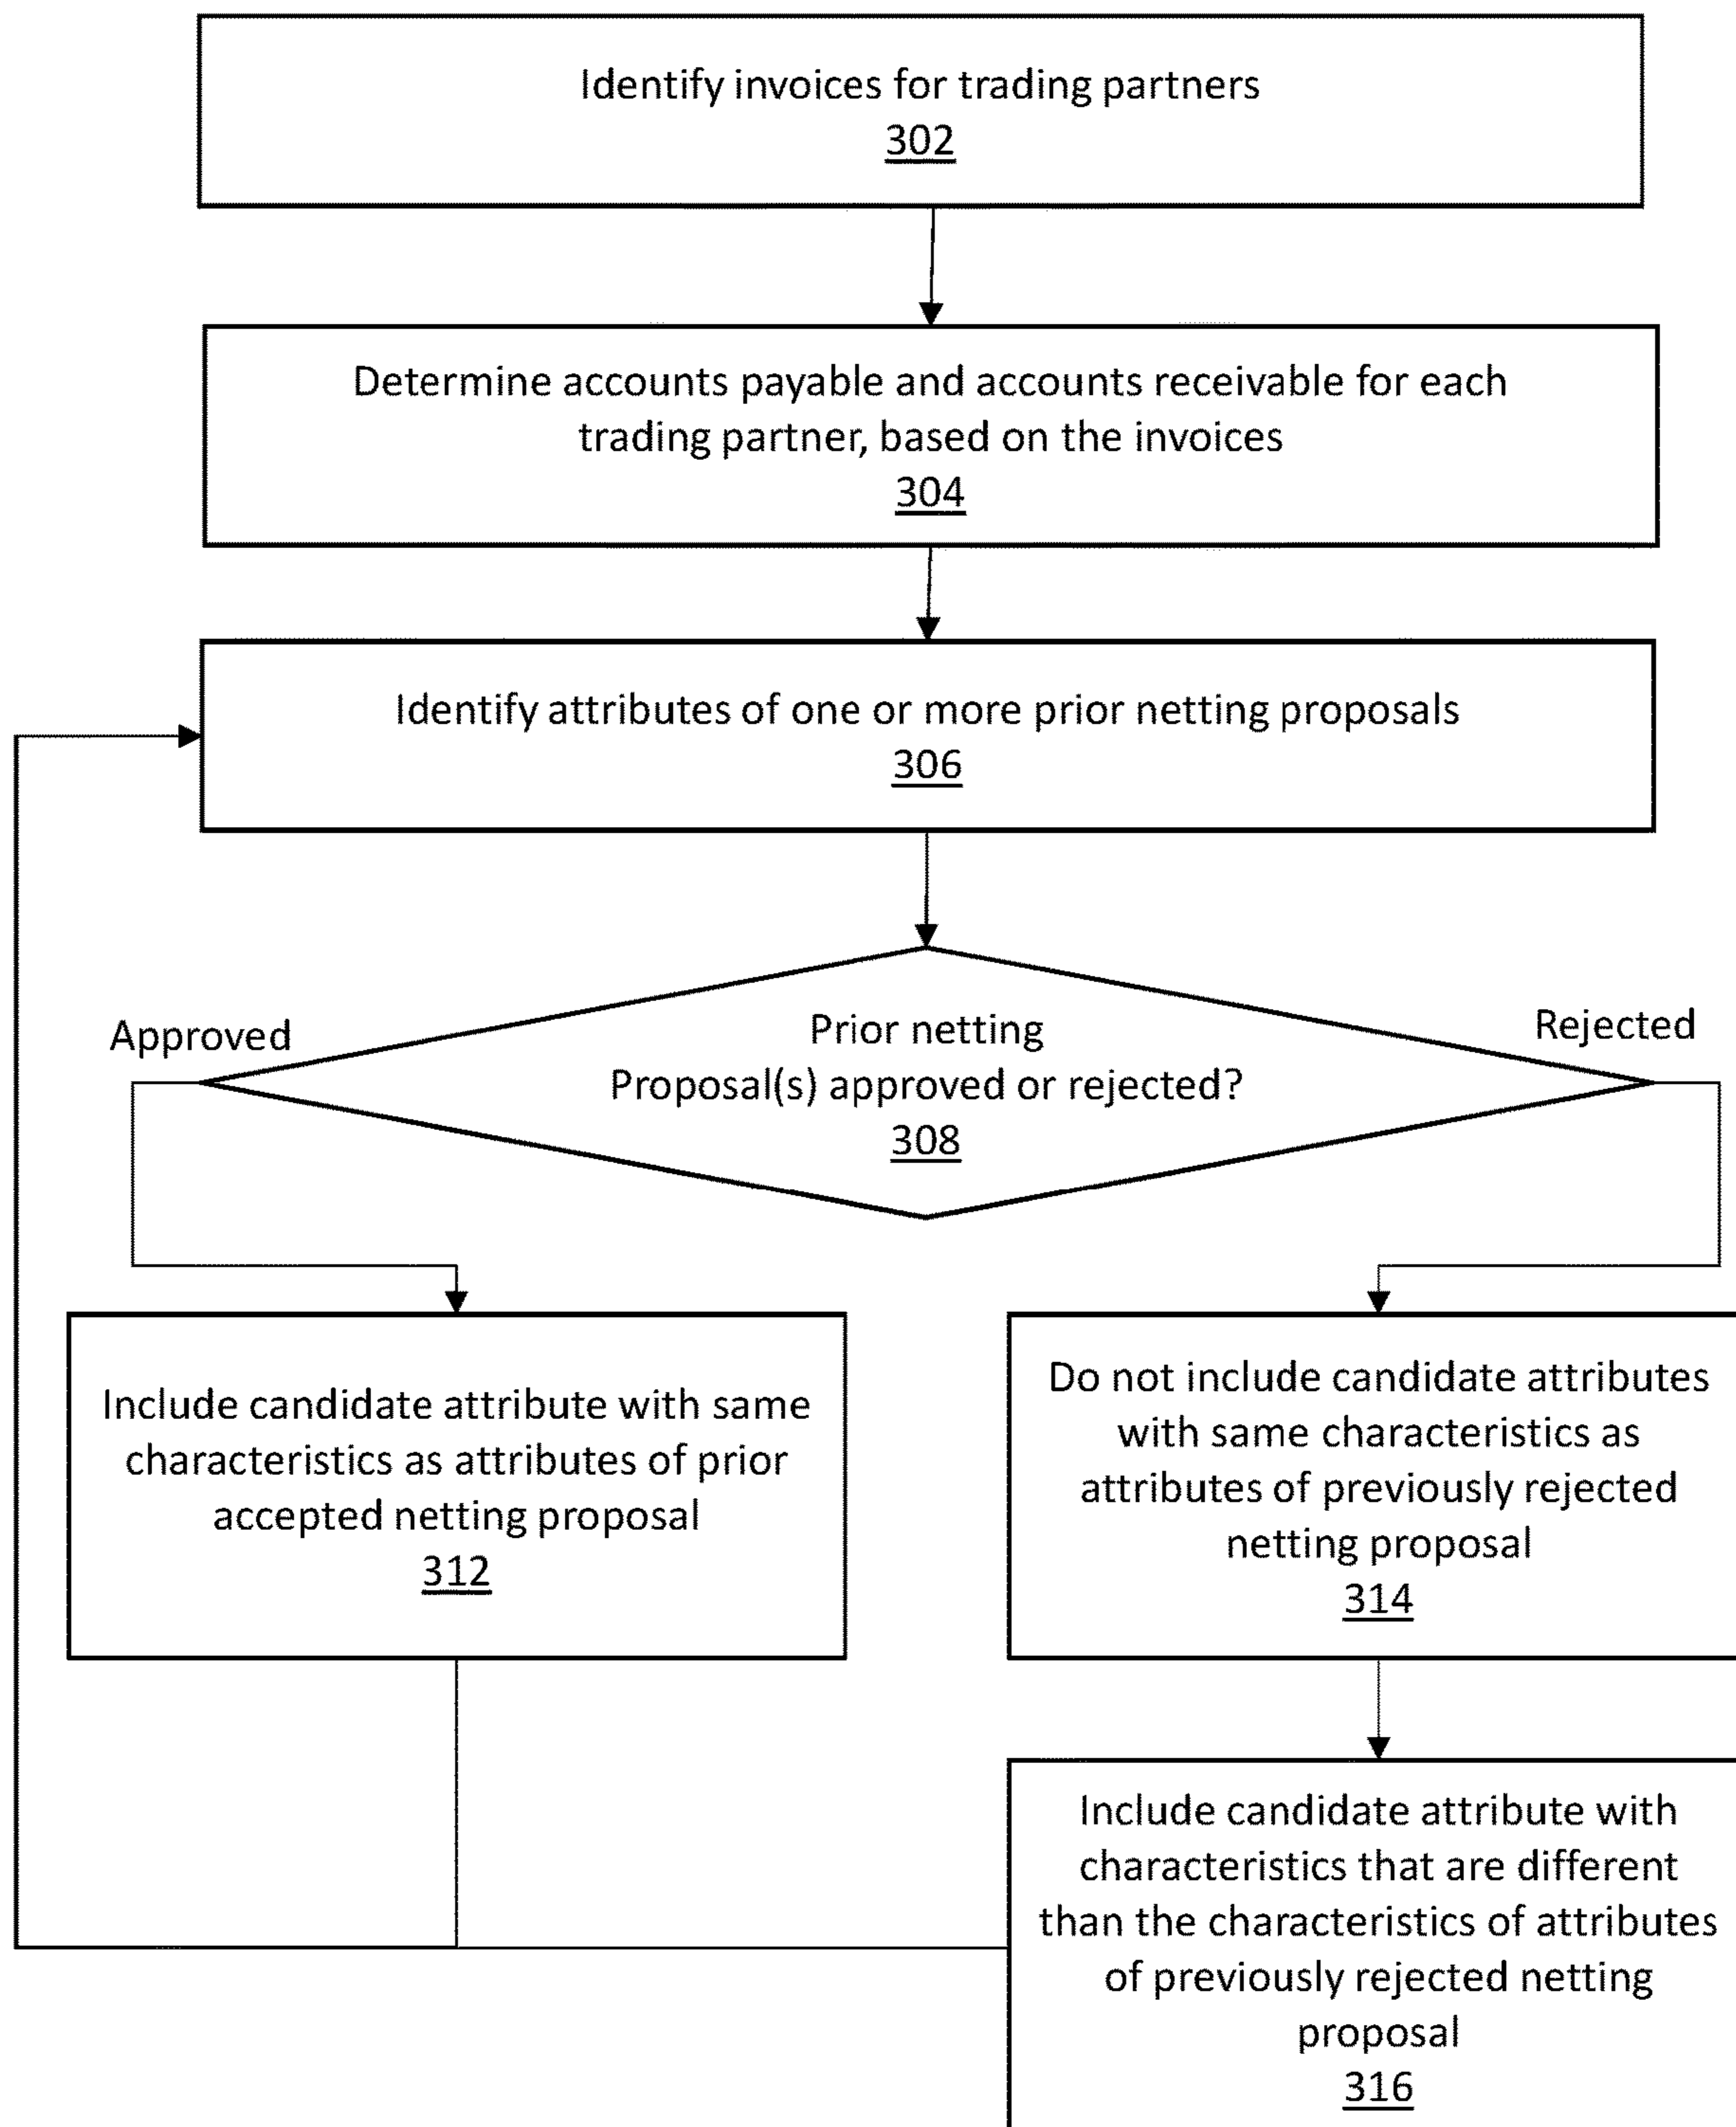 Identify invoices for trading partners
302
Determine accounts payable and accounts receivable for each
trading partner, based on the invoices
304
Identify attributes of one or more prior netting proposals
306
Approved
Prior netting
Proposal(s) approved or rejected?
308
Rejected
Include candidate attribute with same
characteristics as attributes of prior
accepted netting proposal
312
Do not include candidate attributes
with same characteristics as
attributes of previously rejected
netting proposal
314
Include candidate attribute with
characteristics that are different
than the characteristics of attributes
of previously rejected netting
proposal
316